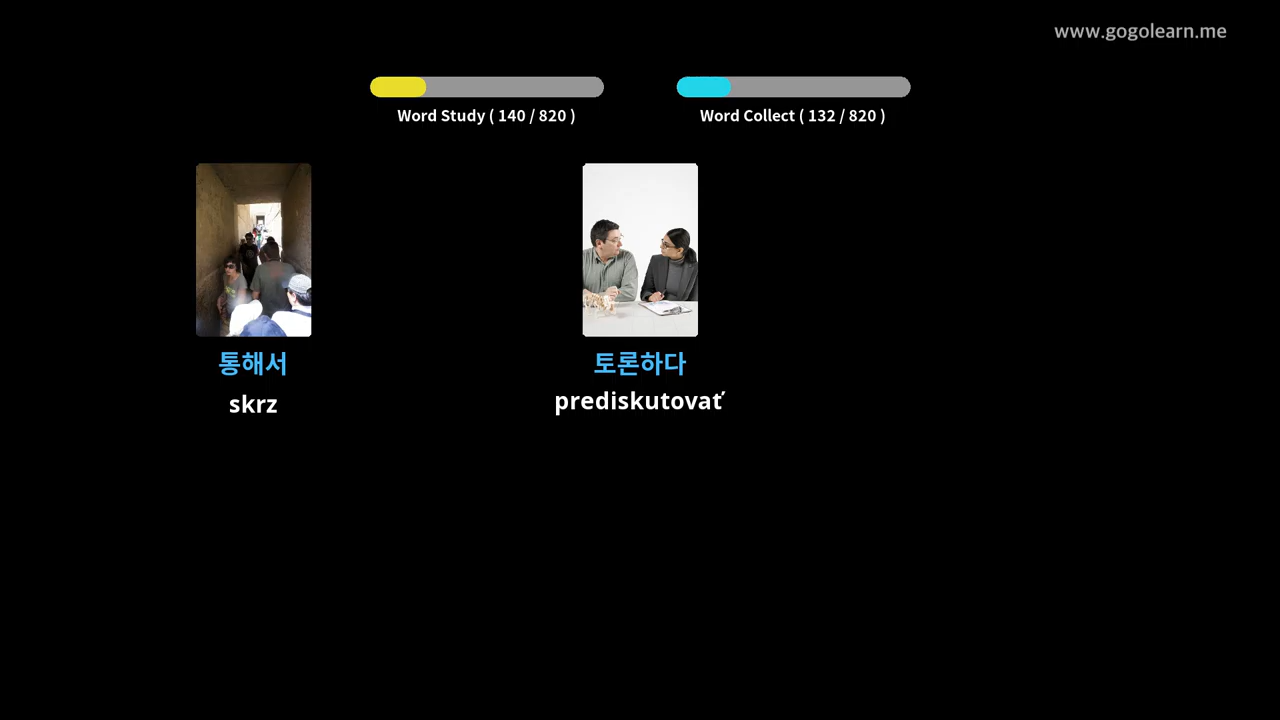 www.gogolearn.me
Word Study ( 140 / 820 )
Word Collect ( 132 / 820 )
통해서
skrz
토론하다
prediskutovať